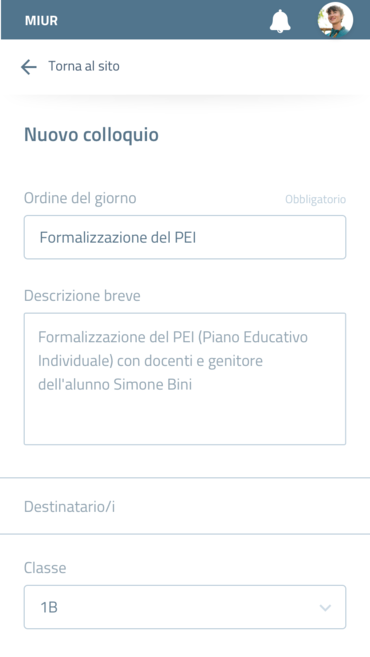 MIUR
Torna al sito
Nuovo colloquio
Ordine del giorno Obbligatorio
Formalizzazione del PEI
Descrizione breve
Formalizzazione del PEI (Piano Educativo
Individuale) con docenti e genitore
dell'alunno Simone Bini
Destinatario/i
Classe
1B